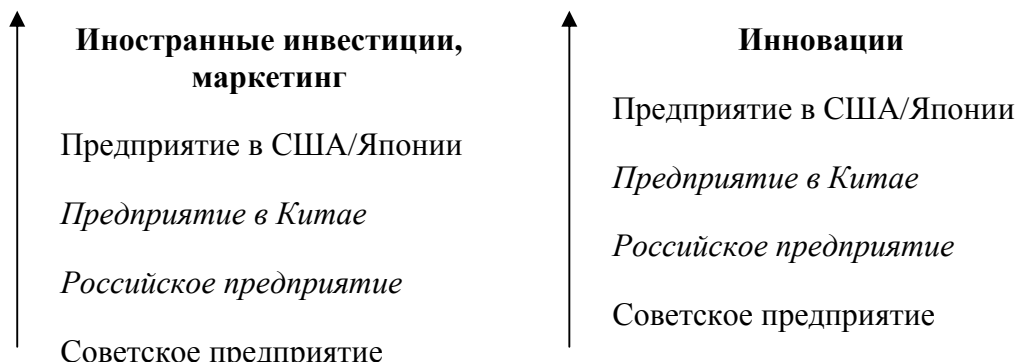 Иностранные инвестиции,
маркетинг
Предприятие в США/Японии
Предприятие в Китае
Российское предприятие
Советское предприятие
Инновации
Предприятие в США/Японии
Предприятие в Китае
Российское предприятие
Советское предприятие